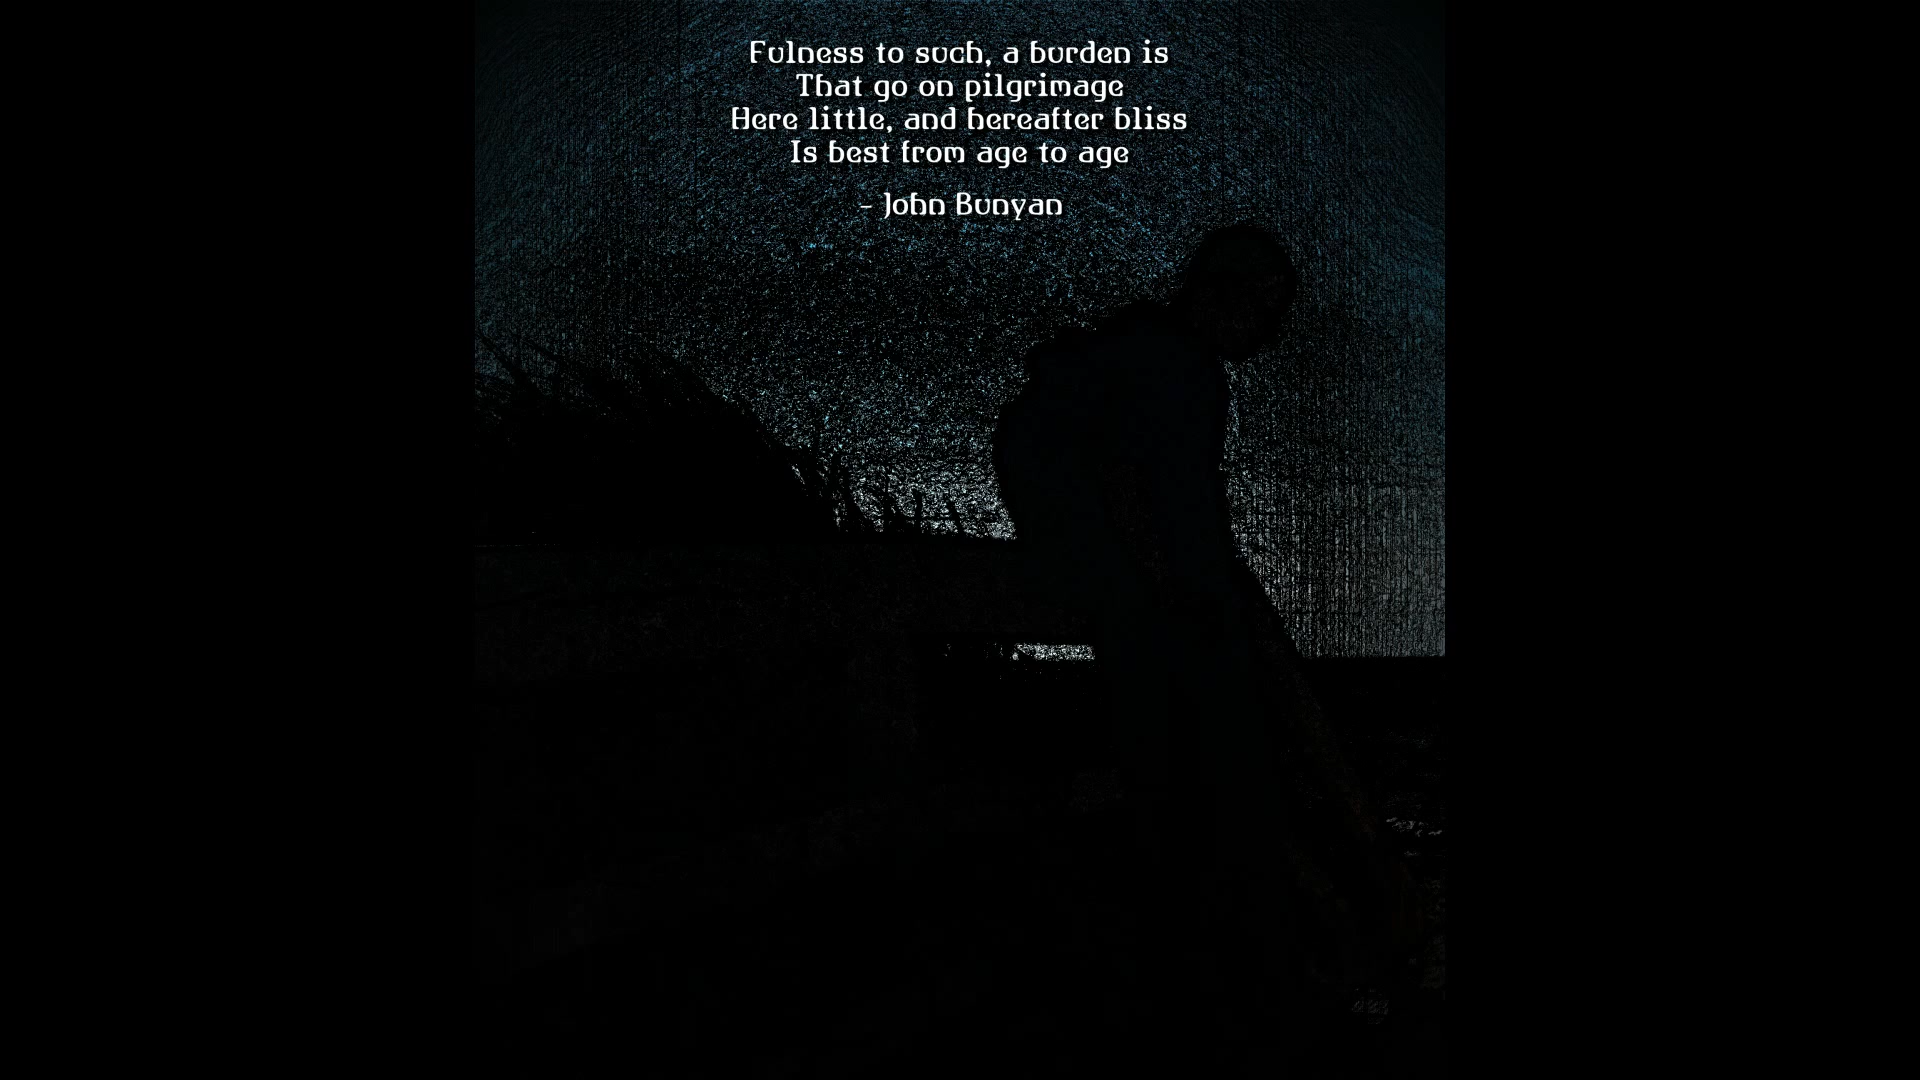 Fulness to such, a burden is
That go on pilgrimage
Here little, and hereafter bliss
Is best from age to age
- John Bunyan